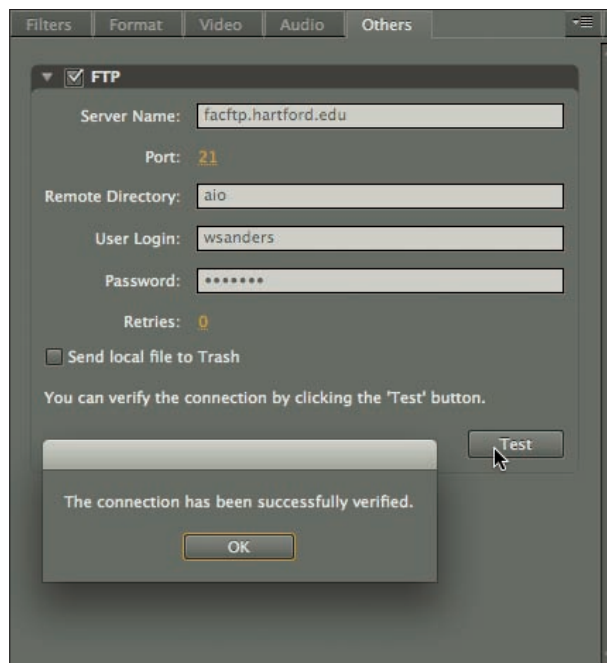 Filters Format Video Audio Others
FTP
Server Name: facftp.hartford.edu
Port: 21
Remote Directory: aio
User Login: wsanders
Password: •••••••
Retries: 0
Send local file to Trash
You can verify the connection by clicking the 'Test' button.
Test
The connection has been successfully verified.
OK